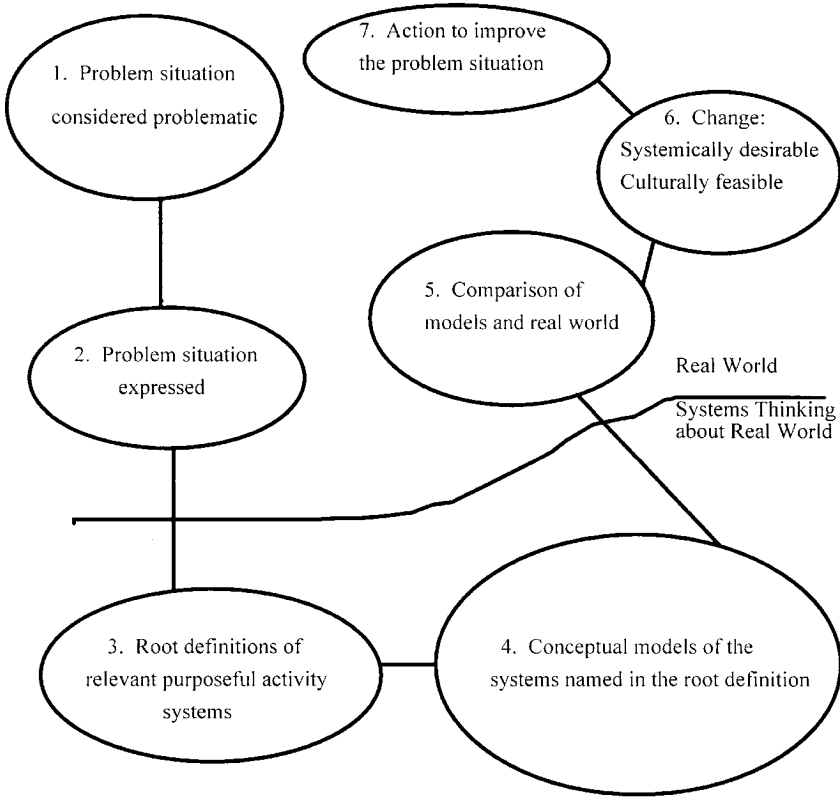 1. Problem situation
considered problematic
2. Problem situation
expressed
3. Root definitions of
relevant purposeful activity
systems
4. Conceptual models of the
systems named in the root definition
5. Comparison of
models and real world
6. Change:
Systemically desirable
Culturally feasible
7. Action to improve
the problem situation
Real World
Systems Thinking
about Real World